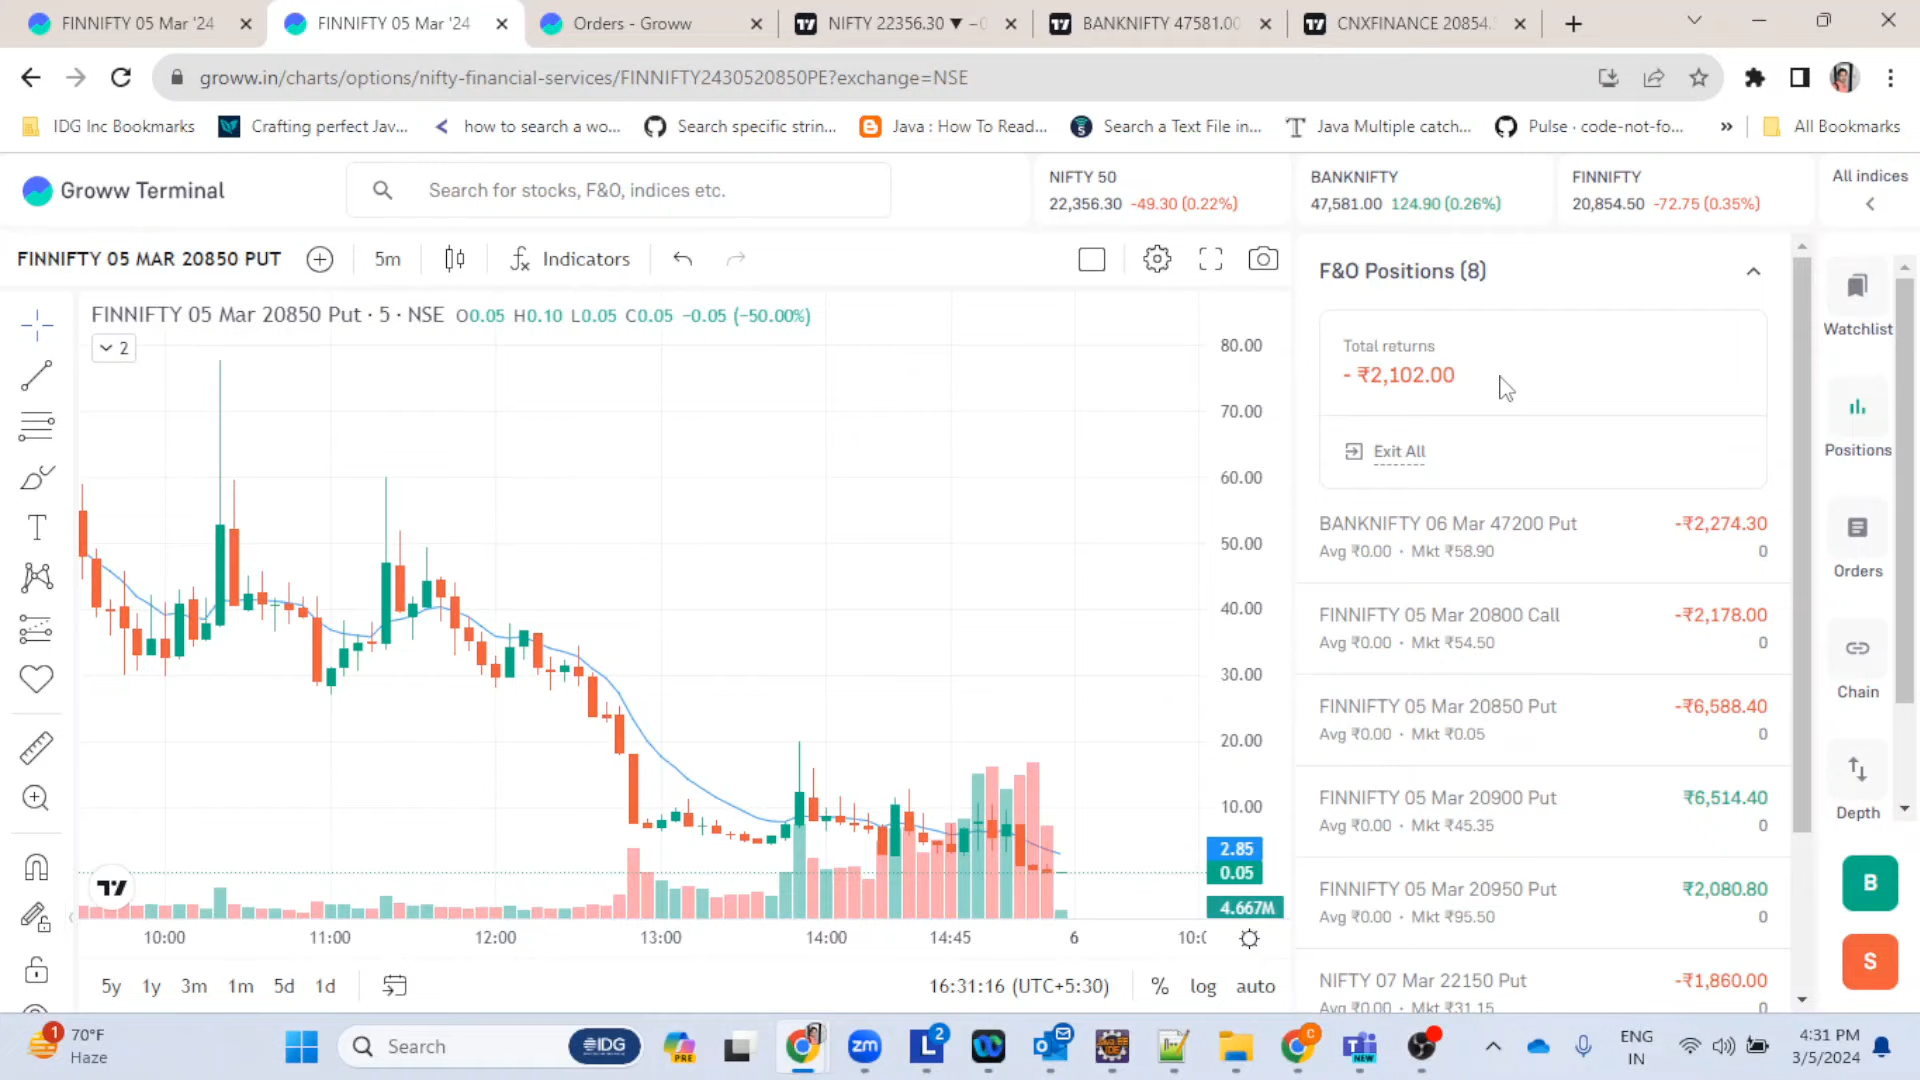 FINNIFTY 05 Mar '24
FINNIFTY 05 Mar '24
Orders - Groww
NIFTY 22356.30 ▼
BANKNIFTY 47581.00
CNXFINANCE 20854.
groww.in/charts/options/nifty-financial-services/FINNIFTY2430520850PE?exchange=NSE
IDG Inc Bookmarks
Crafting perfect Jav...
how to search a wo...
Search specific strin...
Java : How To Read...
Search a Text File in...
Java Multiple catch...
Pulse · code-not-fo...
»
All Bookmarks
Groww Terminal
Search for stocks, F&O, indices etc.
NIFTY 50
22,356.30 -49.30 (0.22%)
BANKNIFTY
47,581.00 124.90 (0.26%)
FINNIFTY
20,854.50 -72.75 (0.35%)
All indices
FINNIFTY 05 MAR 20850 PUT
5m
Indicators
FINNIFTY 05 Mar 20850 Put · 5 · NSE O0.05 H0.10 L0.05 C0.05 −0.05 (−50.00%)
2
80.00
70.00
60.00
50.00
40.00
30.00
20.00
10.00
2.85
0.05
4.667M
10:00
11:00
12:00
13:00
14:00
14:45
6
5y 1y 3m 1m 5d 1d
16:31:16 (UTC+5:30)
% log auto
F&O Positions (8)
Total returns
- ₹2,102.00
Exit All
BANKNIFTY 06 Mar 47200 Put -₹2,274.30
Avg ₹0.00 · Mkt ₹58.90 0
FINNIFTY 05 Mar 20800 Call -₹2,178.00
Avg ₹0.00 · Mkt ₹54.50 0
FINNIFTY 05 Mar 20850 Put -₹6,588.40
Avg ₹0.00 · Mkt ₹0.05 0
FINNIFTY 05 Mar 20900 Put ₹6,514.40
Avg ₹0.00 · Mkt ₹45.35 0
FINNIFTY 05 Mar 20950 Put ₹2,080.80
Avg ₹0.00 · Mkt ₹95.50 0
NIFTY 07 Mar 22150 Put -₹1,860.00
Avg ₹0.00 · Mkt ₹31.15 0
Watchlist
Positions
Orders
Chain
Depth
B
S
1
70°F
Haze
Search
IDG
PRE
L
2
C
NEW
ENG
IN
4:31 PM
3/5/2024